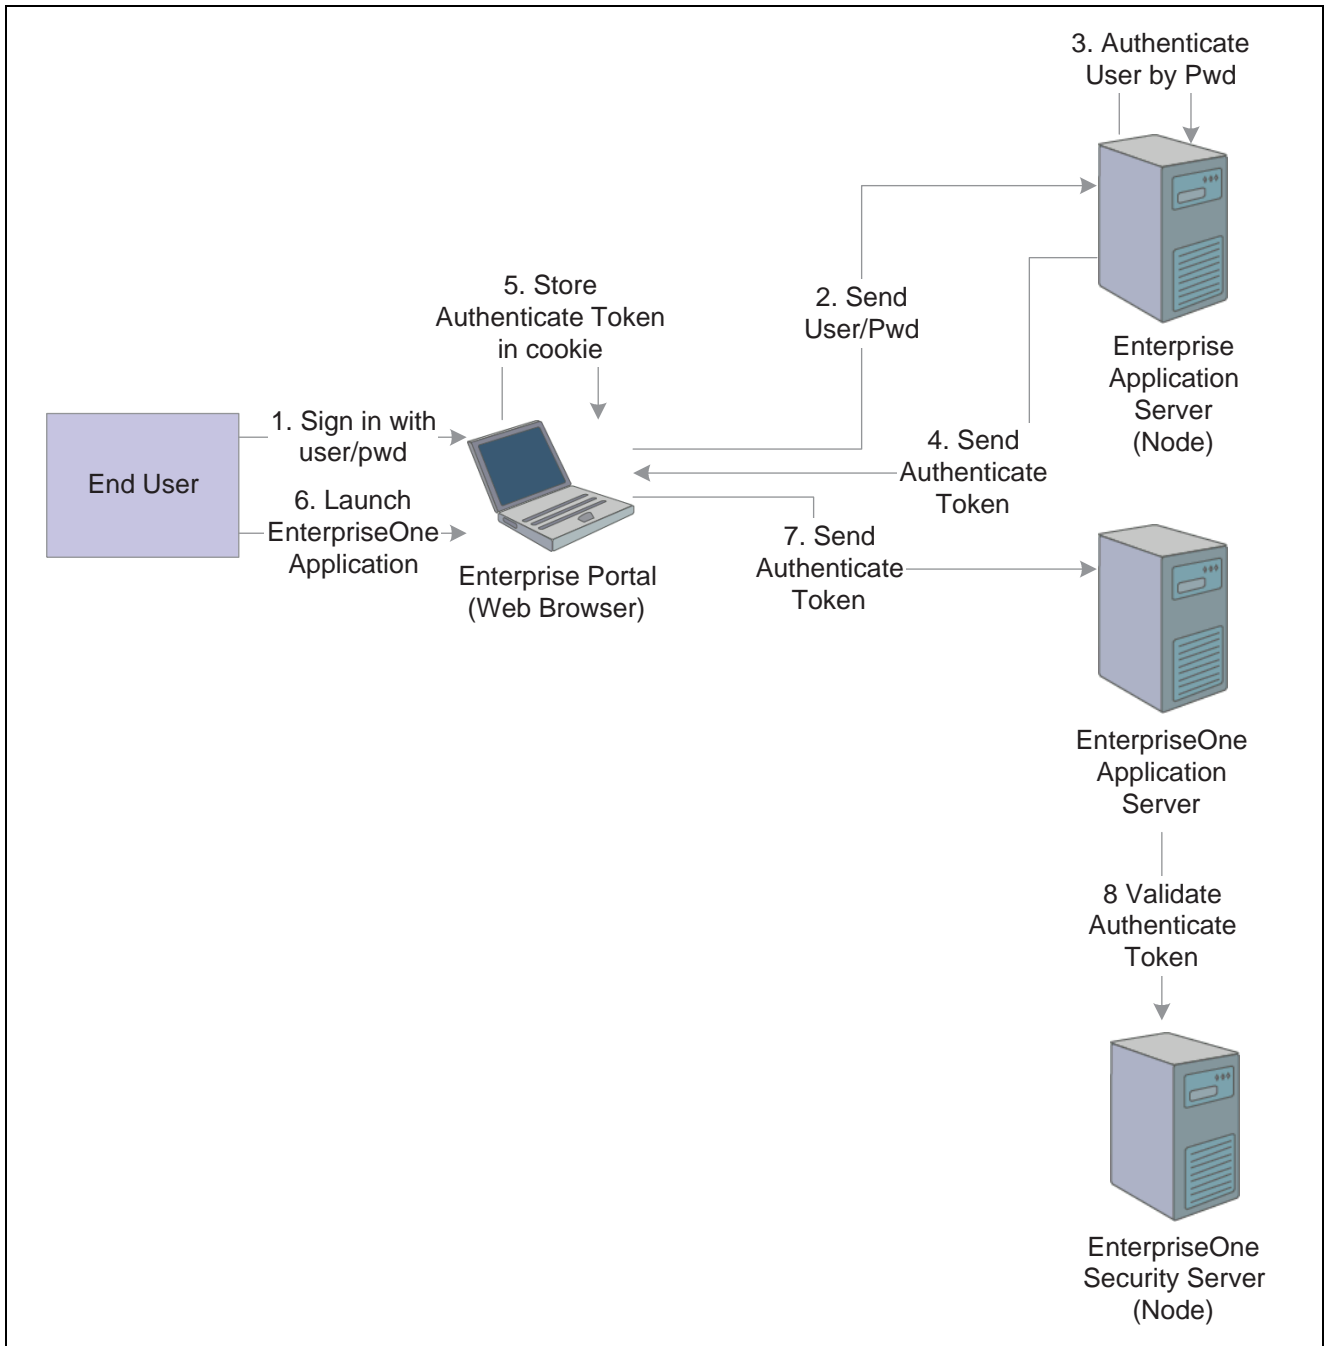 3. Authenticate
User by Pwd
5. Store
Authenticate Token
in cookie
2. Send
User/Pwd
Enterprise
Application
Server
(Node)
1. Sign in with
user/pwd
End User
6. Launch
EnterpriseOne
Application
4. Send
Authenticate
Token
Enterprise Portal
(Web Browser)
7. Send
Authenticate
Token
EnterpriseOne
Application
Server
8 Validate
Authenticate
Token
EnterpriseOne
Security Server
(Node)